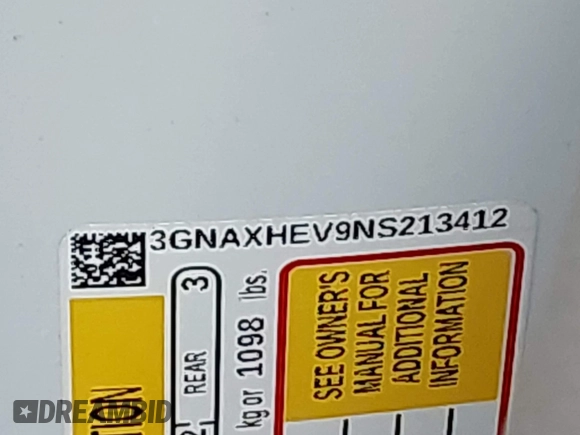 3GNAXHEV9NS213412
REAR 3
kg or 1098 lbs.
SEE OWNER'S
MANUAL FOR
ADDITIONAL
INFORMATION
DREAMBID